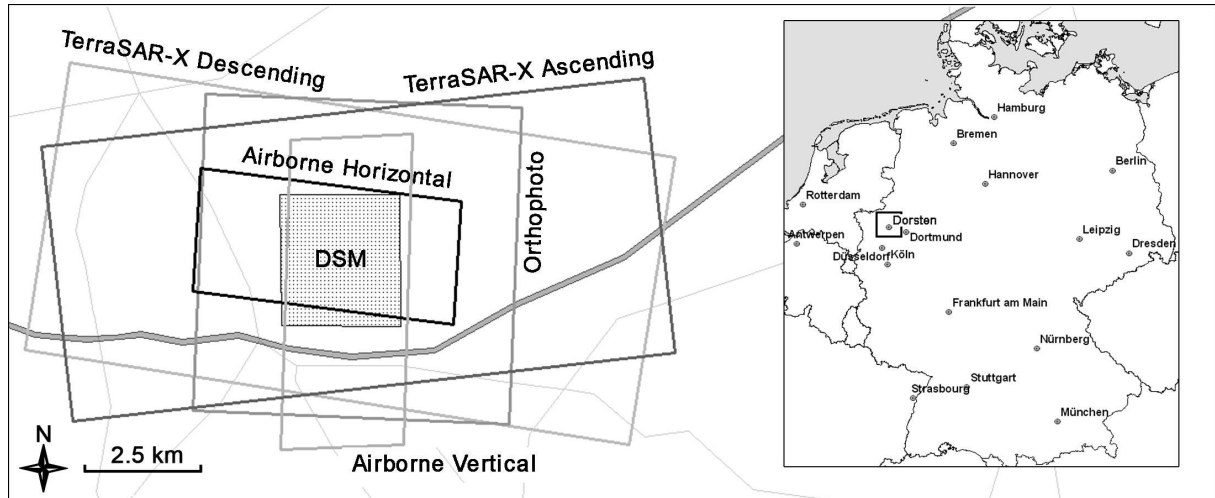 TerraSAR-X Descending
TerraSAR-X Ascending
Airborne Horizontal
Orthophoto
DSM
Airborne Vertical
N
2.5 km
Hamburg
Bremen
Berlin
Hannover
Rotterdam
Dorsten
Dortmund
Antwerpen
Leipzig
Düsseldorf
Köln
Dresden
Frankfurt am Main
Nürnberg
Stuttgart
Strasbourg
München